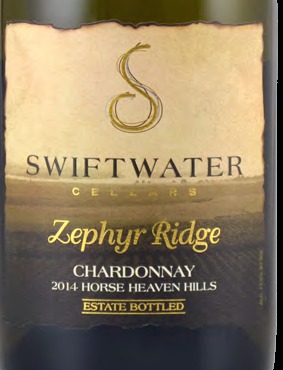 SWIFTWATER
CELLARS
Zephyr Ridge
CHARDONNAY
2014 HORSE HEAVEN HILLS
ESTATE BOTTLED